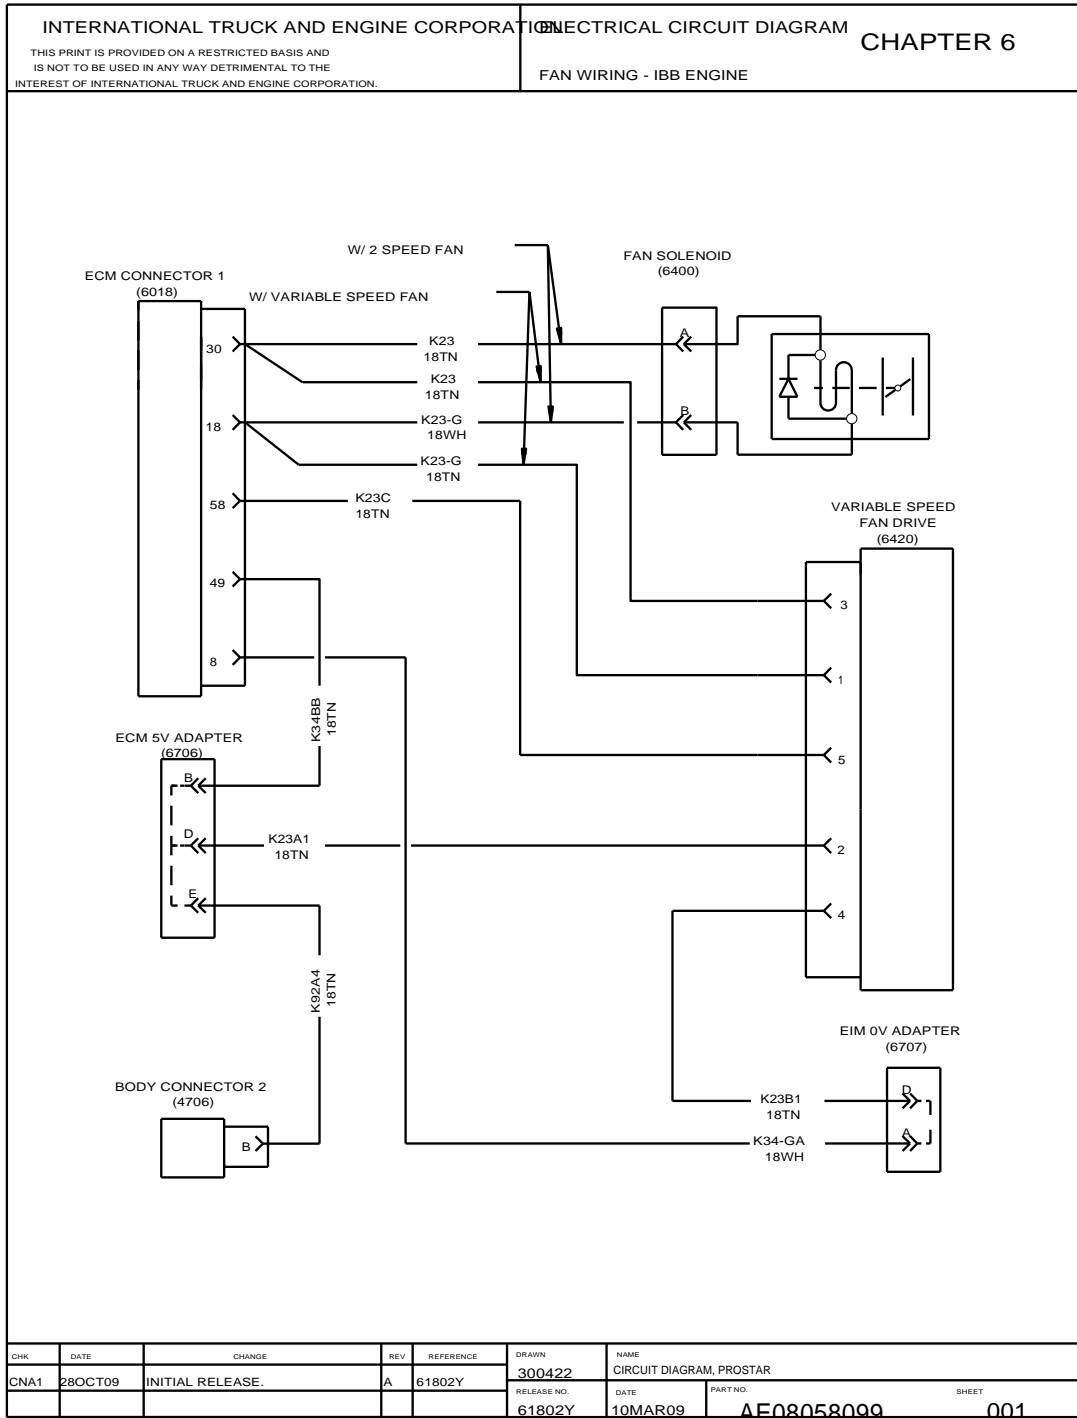 INTERNATIONAL TRUCK AND ENGINE CORPORATION
THIS PRINT IS PROVIDED ON A RESTRICTED BASIS AND
IS NOT TO BE USED IN ANY WAY DETRIMENTAL TO THE
INTEREST OF INTERNATIONAL TRUCK AND ENGINE CORPORATION.
ELECTRICAL CIRCUIT DIAGRAM
CHAPTER 6
FAN WIRING - IBB ENGINE
W/ 2 SPEED FAN
FAN SOLENOID
(6400)
ECM CONNECTOR 1
(6018)
W/ VARIABLE SPEED FAN
30
K23
18TN
A
K23
18TN
18
K23-G
18WH
B
K23-G
18TN
58
K23C
18TN
VARIABLE SPEED
FAN DRIVE
(6420)
49
3
8
1
K34BB
18TN
ECM 5V ADAPTER
(6706)
5
B
D
K23A1
18TN
2
E
4
K92A4
18TN
EIM 0V ADAPTER
(6707)
BODY CONNECTOR 2
(4706)
K23B1
18TN
D
B
K34-GA
18WH
A
CHK DATE CHANGE REV REFERENCE
CNA1 28OCT09 INITIAL RELEASE. A 61802Y
DRAWN
300422
NAME
CIRCUIT DIAGRAM, PROSTAR
RELEASE NO.
61802Y
DATE
10MAR09
PART NO.
AE08058099
SHEET
001